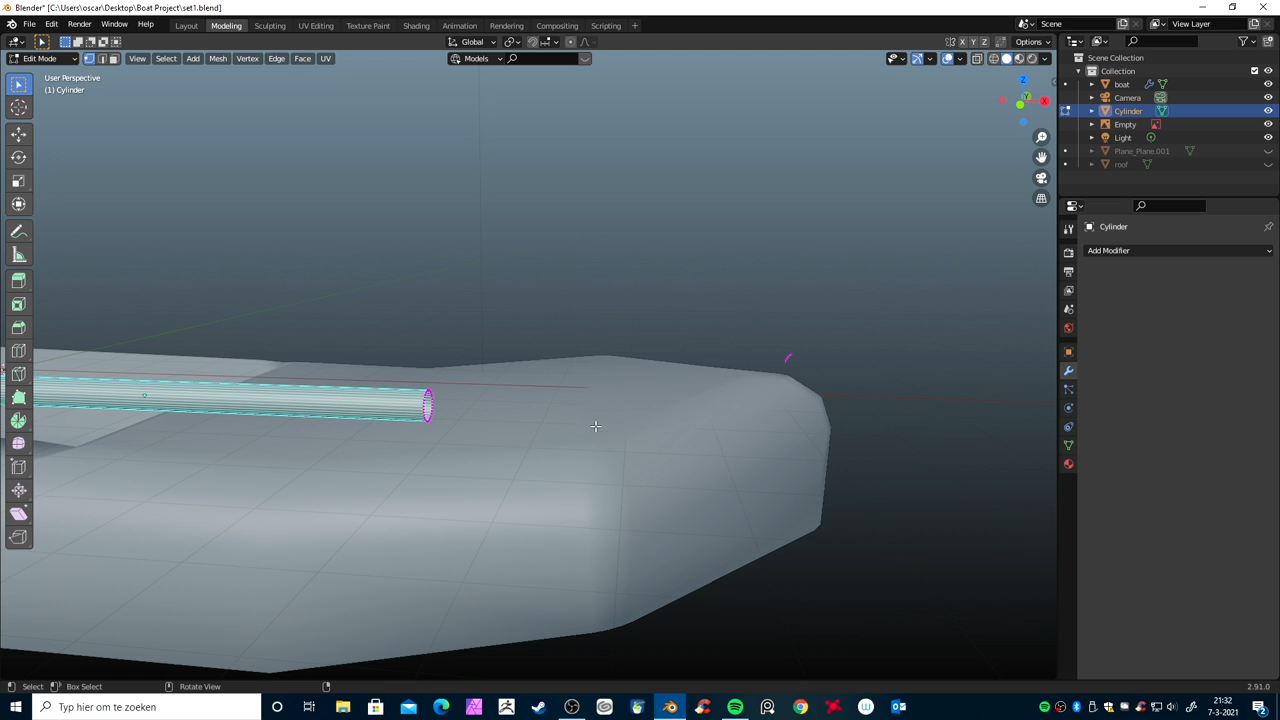 Blender* [C:\Users\oscar\Desktop\Boat Project\set1.blend]
File Edit Render Window Help Layout Modeling Sculpting UV Editing Texture Paint Shading Animation Rendering Compositing Scripting Scene View Layer
Global X Y Z Options
Edit Mode View Select Add Mesh Vertex Edge Face UV Models
User Perspective
(1) Cylinder
Z
Y
X
Scene Collection
Collection
boat
Camera
Cylinder
Empty
Light
Plane_Plane.001
roof
Cylinder
Add Modifier
Select Box Select Rotate View 2.91.0
Typ hier om te zoeken
21:32
7-3-2021
2